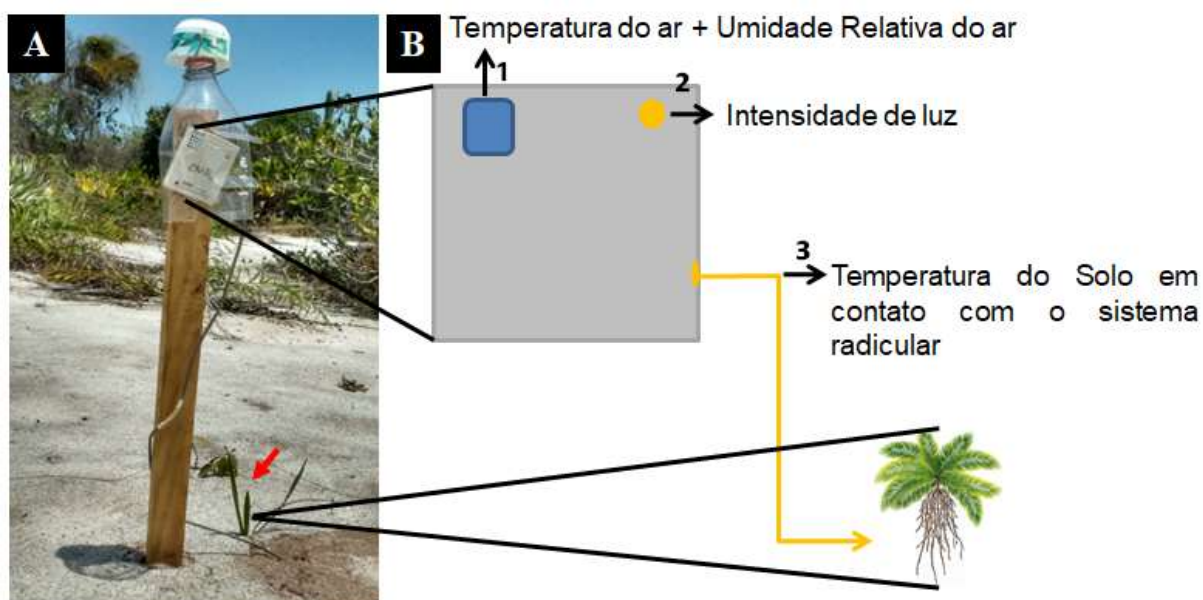 A
B
Temperatura do ar + Umidade Relativa do ar
1
2
Intensidade de luz
3
Temperatura do Solo em
contato com o sistema
radicular